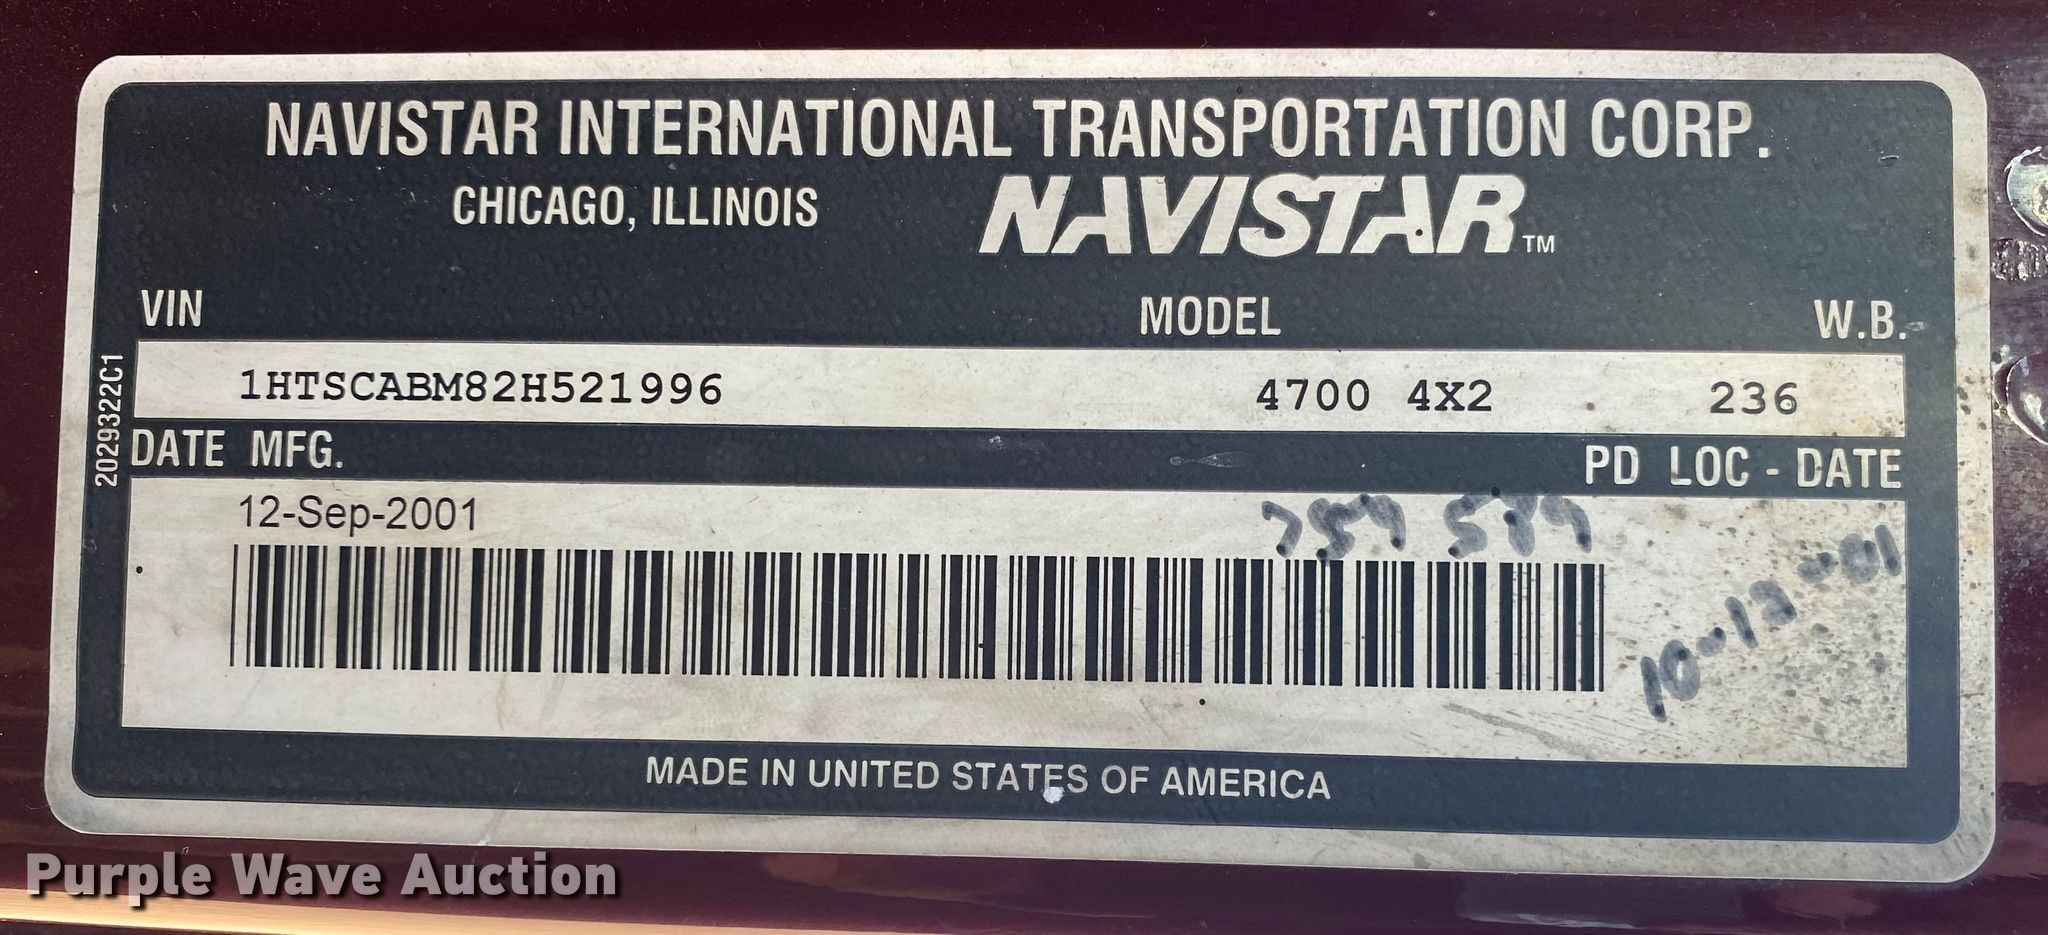 NAVISTAR INTERNATIONAL TRANSPORTATION CORP.
CHICAGO, ILLINOIS NAVISTAR™
VIN MODEL W.B.
1HTSCABM82H521996 4700 4X2 236
2029322C1
DATE MFG. PD LOC - DATE
12-Sep-2001 759 589
10-12-01
MADE IN UNITED STATES OF AMERICA
Purple Wave Auction